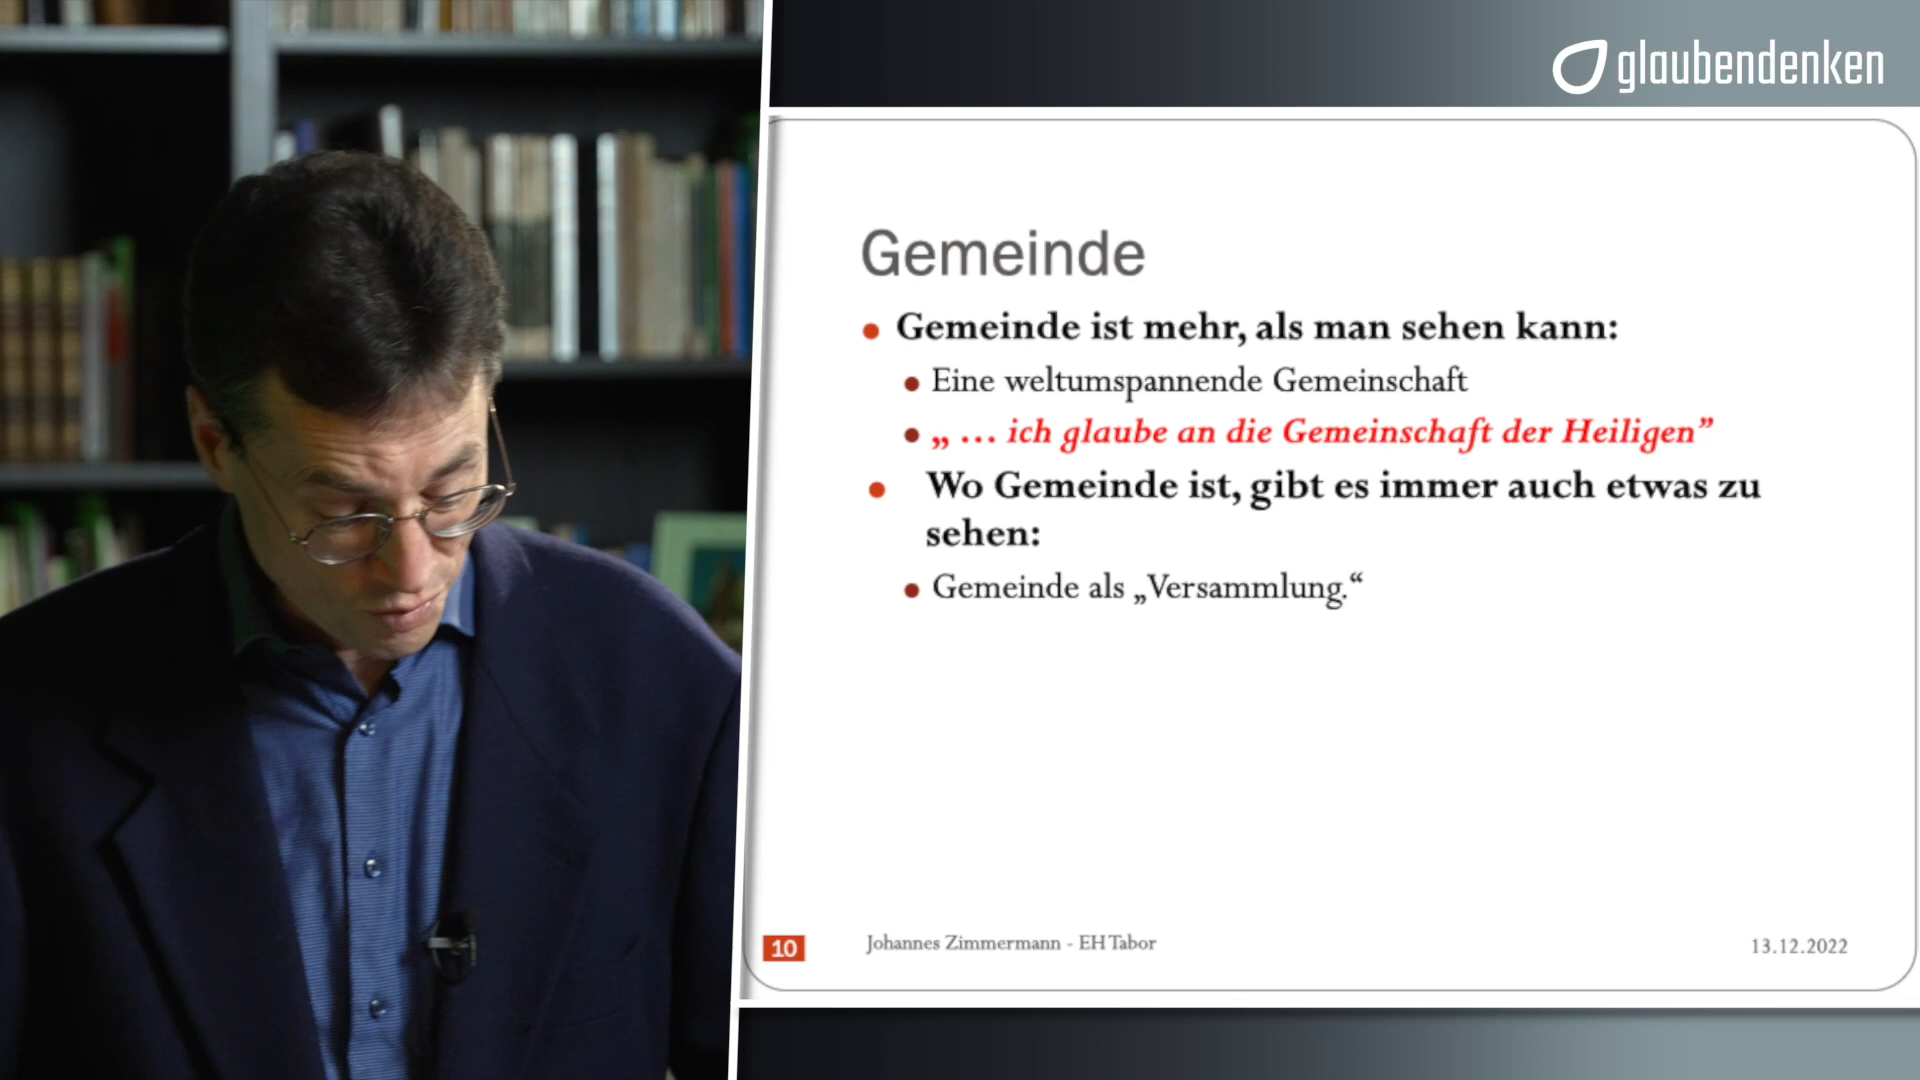 glaubendenken
Gemeinde
Gemeinde ist mehr, als man sehen kann:
Eine weltumspannende Gemeinschaft
„ … ich glaube an die Gemeinschaft der Heiligen”
Wo Gemeinde ist, gibt es immer auch etwas zu
sehen:
Gemeinde als „Versammlung.“
10
Johannes Zimmermann - EH Tabor
13.12.2022